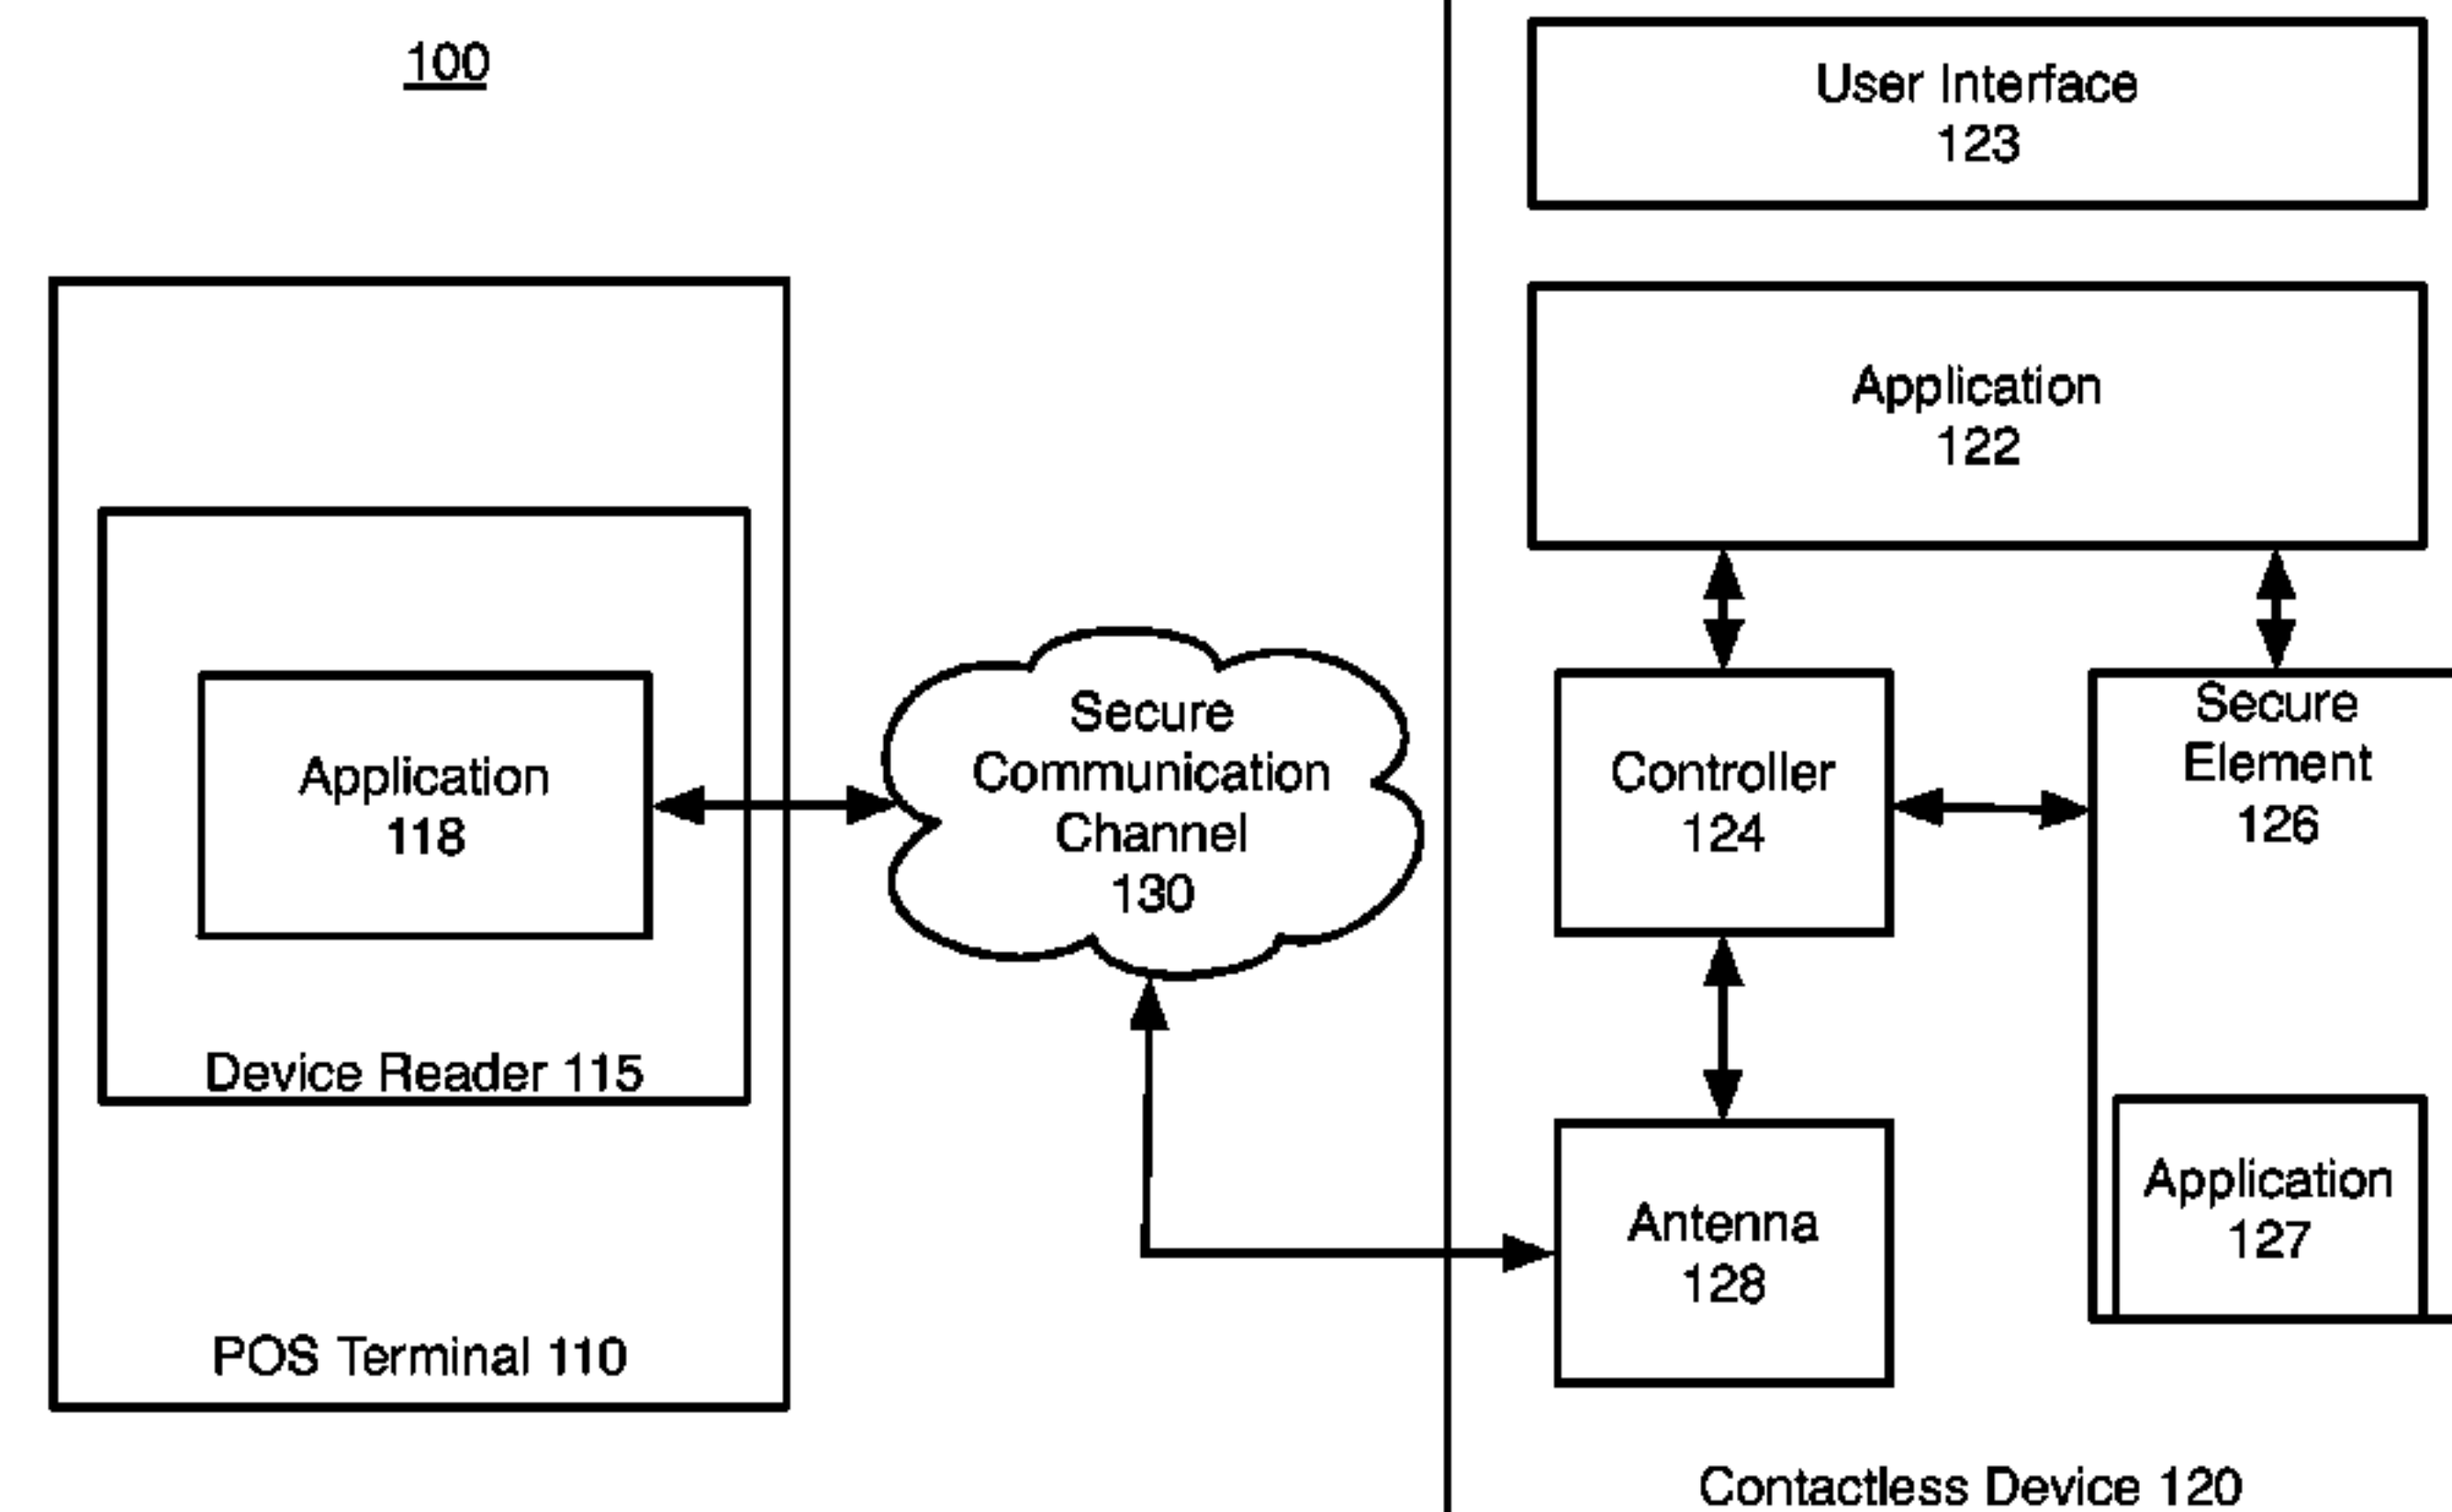 100
User Interface
123
Application
122
Application
118
Device Reader 115
POS Terminal 110
Secure
Communication
Channel
130
Controller
124
Secure
Element
126
Antenna
128
Application
127
Contactless Device 120